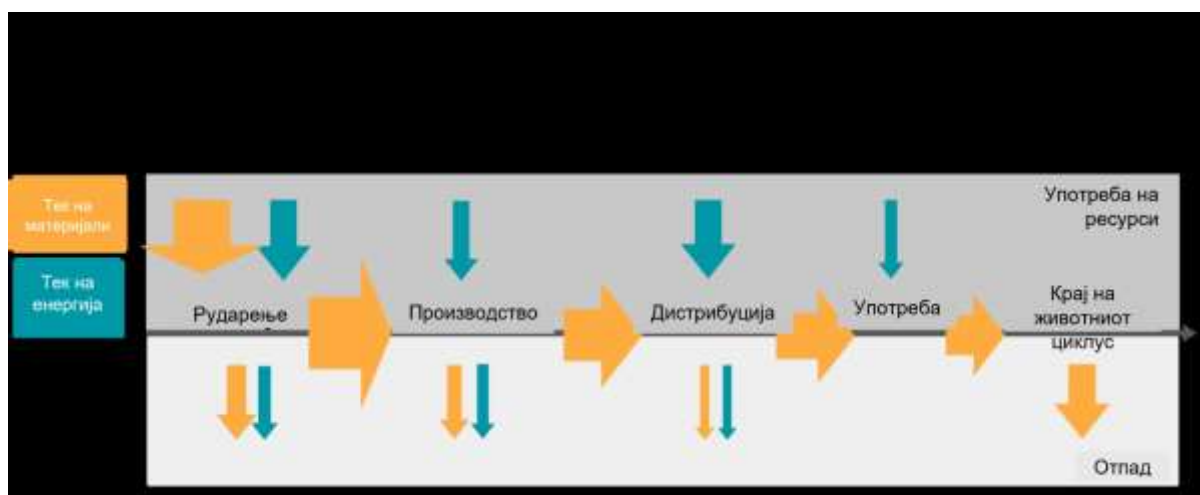 Тек на
материјали
Тек на
енергија
Употреба на
ресурси
Рударење
Производство
Дистрибуција
Употреба
Крај на
животниот
циклус
Отпад